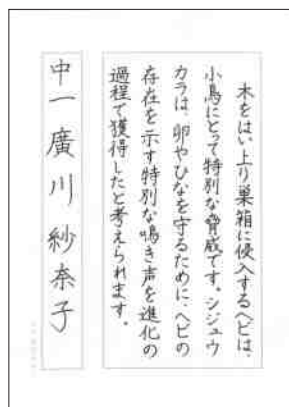 木をはい上り巣箱に侵入するヘビは、
小鳥にとって特別な脅威です。シジュウ
カラは、卵やひなを守るために、ヘビの
存在を示す特別な鳴き声を進化の
過程で獲得したと考えられます。
中一廣川紗奈子